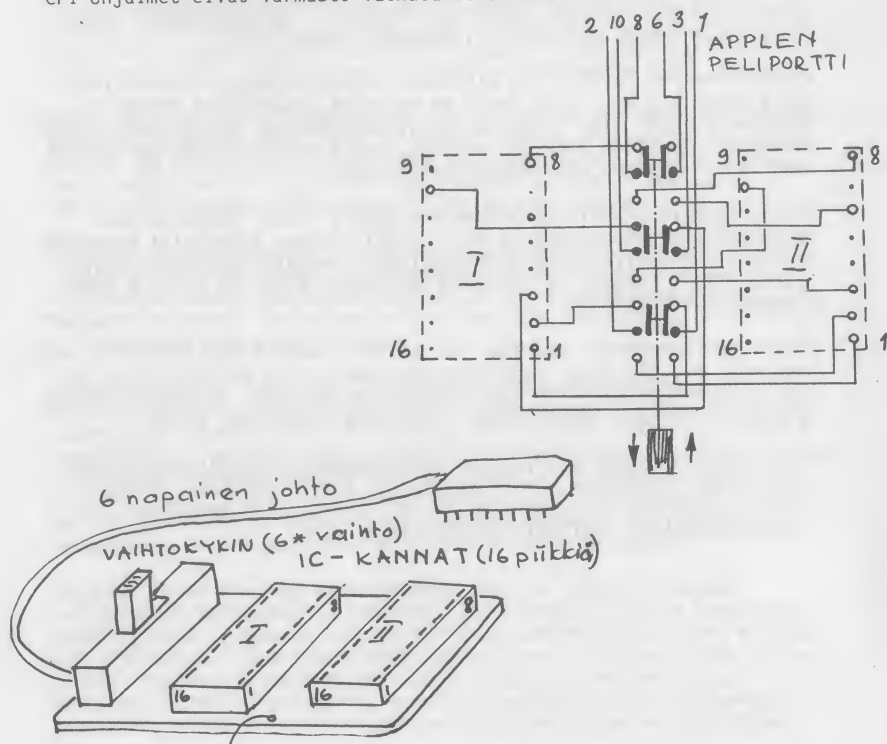 2 10 8 6 3 1
APPLEN
PELIPORTTI
9 8 9 8
I II
16 1 16 1
6 napainen johto
VAIHTOKYKIN (6* vaihto)
IC-KANNAT (16 piikkiä)
I II
8 8
16 1 16 1